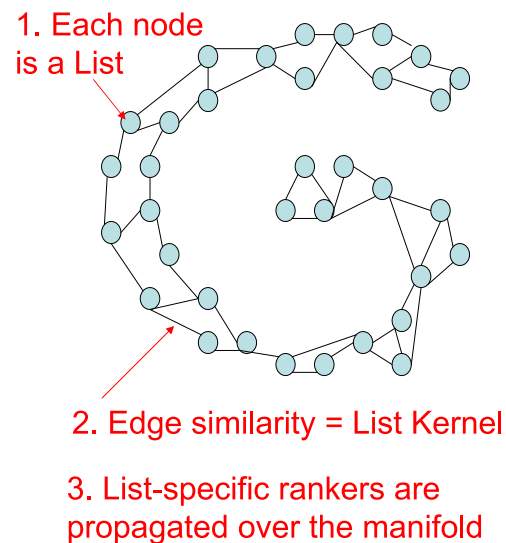 1. Each node
is a List
2. Edge similarity = List Kernel
3. List-specific rankers are
propagated over the manifold